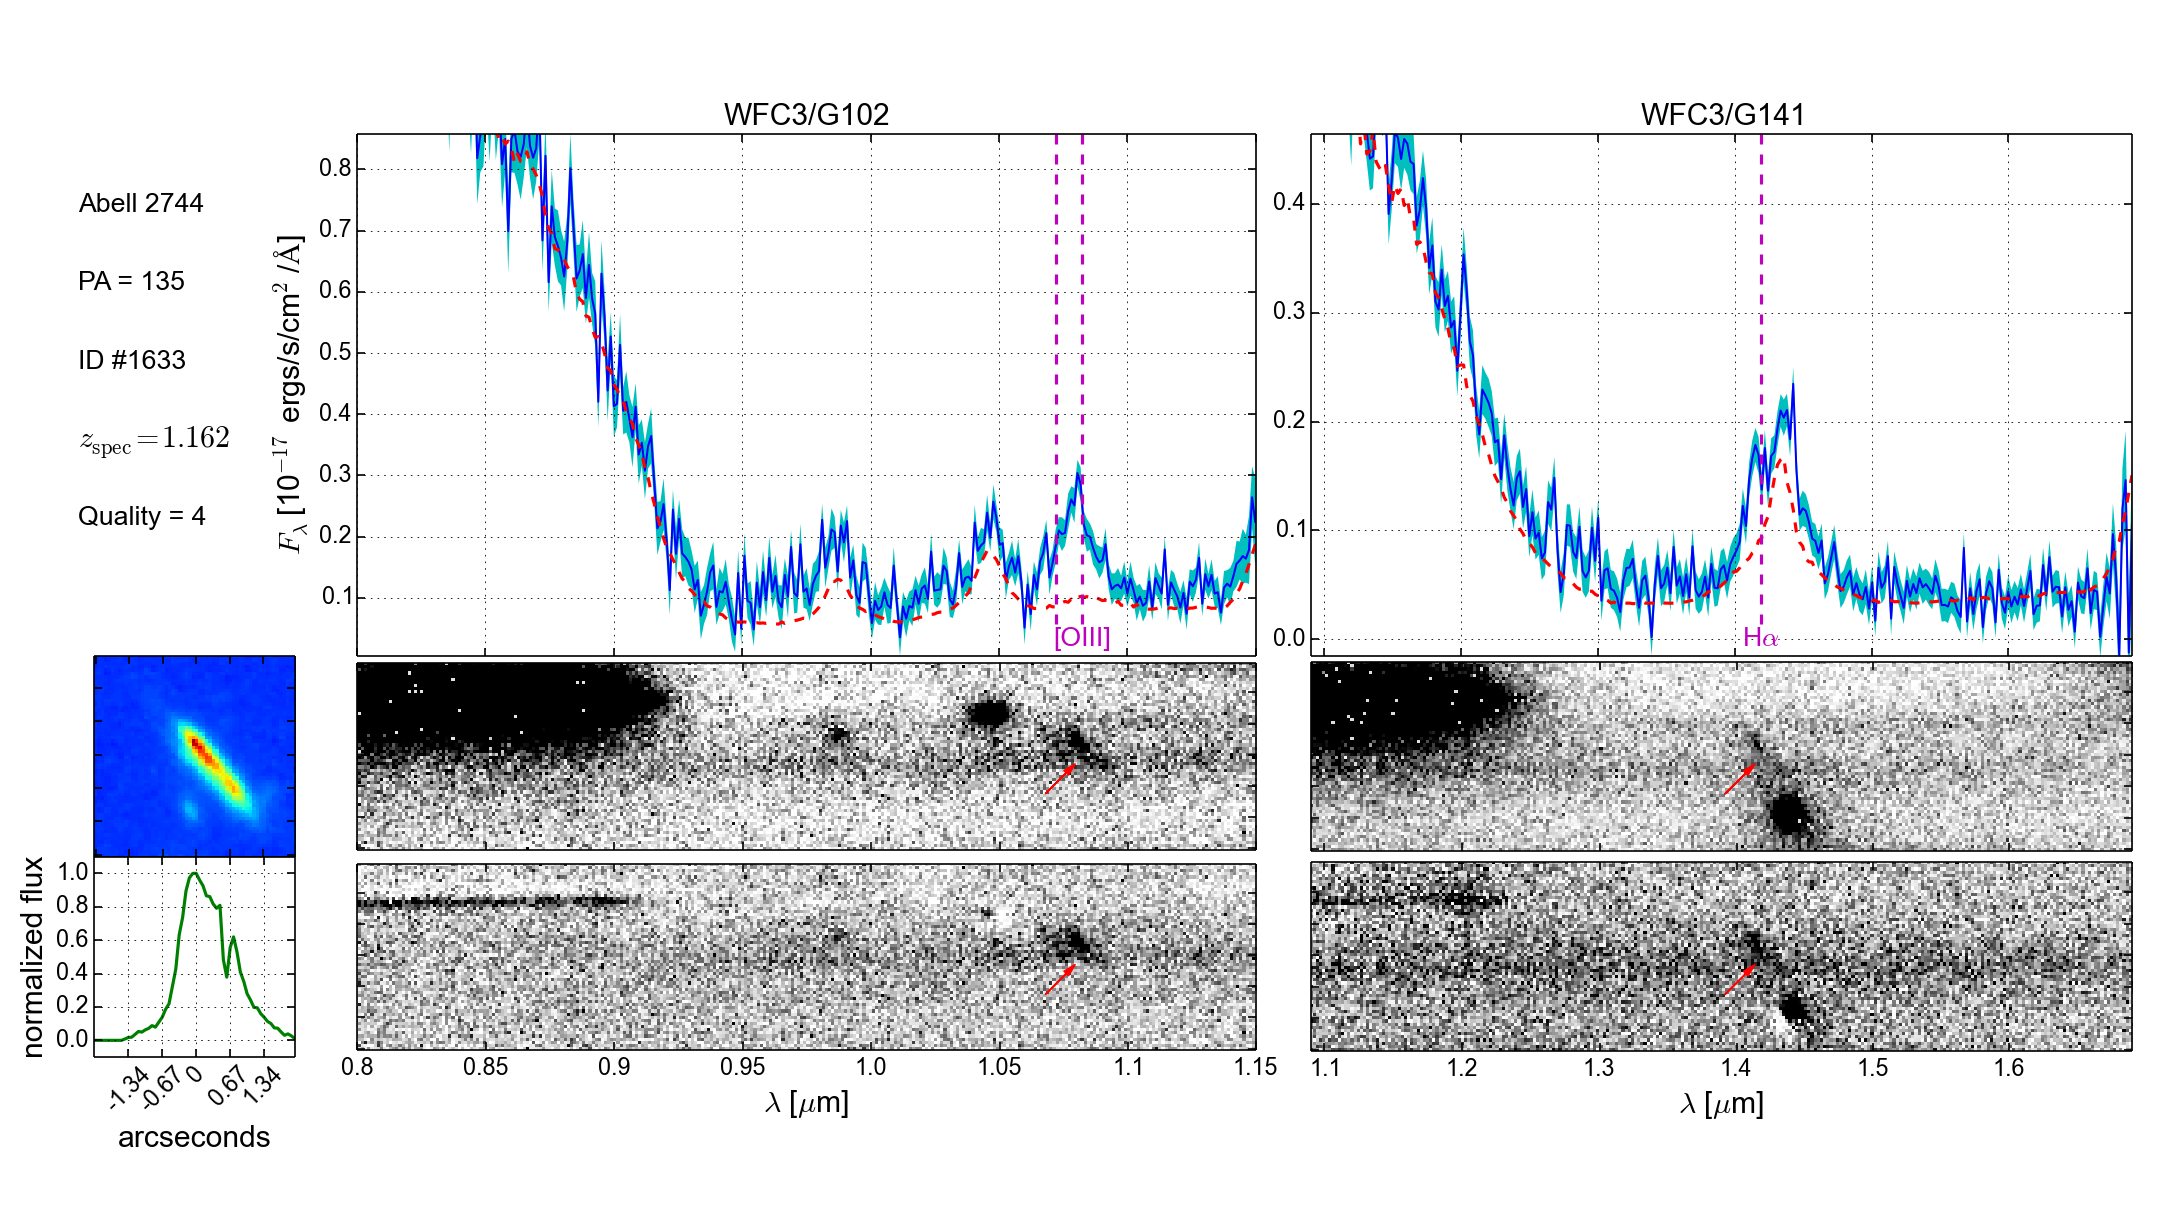 WFC3/G102
WFC3/G141
Abell 2744
PA = 135
ID #1633
z_spec = 1.162
Quality = 4
F_λ [10^−17 ergs/s/cm^2 /Å]
0.8
0.7
0.6
0.5
0.4
0.3
0.2
0.1
[OIII]
0.4
0.3
0.2
0.1
0.0
Hα
normalized flux
1.0
0.8
0.6
0.4
0.2
0.0
-1.34 -0.67 0 0.67 1.34
arcseconds
0.8 0.85 0.9 0.95 1.0 1.05 1.1 1.15
λ [μm]
1.1 1.2 1.3 1.4 1.5 1.6
λ [μm]